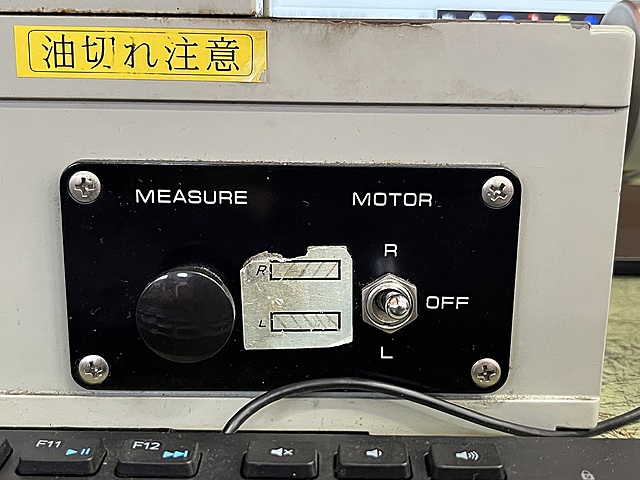 油切れ注意
MEASURE
MOTOR
R
R
OFF
L
L
F11
F12